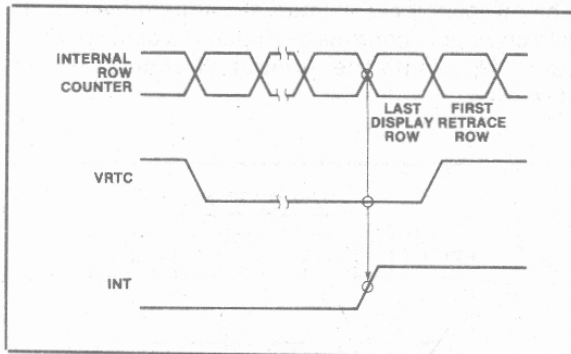 INTERNAL
ROW
COUNTER
LAST
DISPLAY
ROW
FIRST
RETRACE
ROW
VRTC
INT